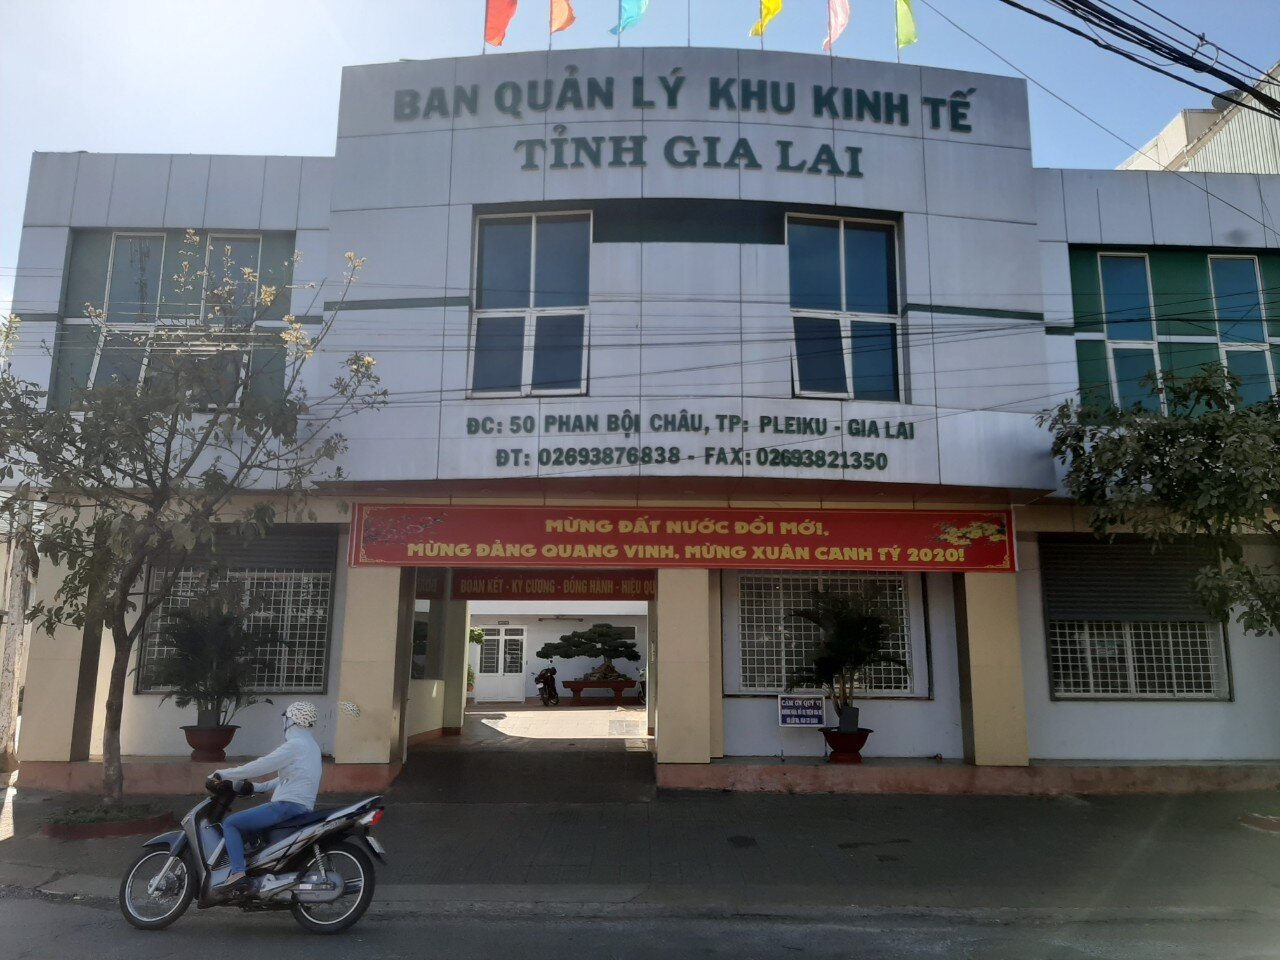 BAN QUẢN LÝ KHU KINH TẾ
TỈNH GIA LAI
ĐC: 50 PHAN BỘI CHÂU, TP: PLEIKU - GIA LAI
ĐT: 02693876838 - FAX: 02693821350
MỪNG ĐẤT NƯỚC ĐỔI MỚI,
MỪNG ĐẢNG QUANG VINH, MỪNG XUÂN CANH TÝ 2020!
ĐOÀN KẾT - KỶ CƯƠNG - ĐỒNG HÀNH - HIỆU QU
CẢM ƠN QUÝ VỊ